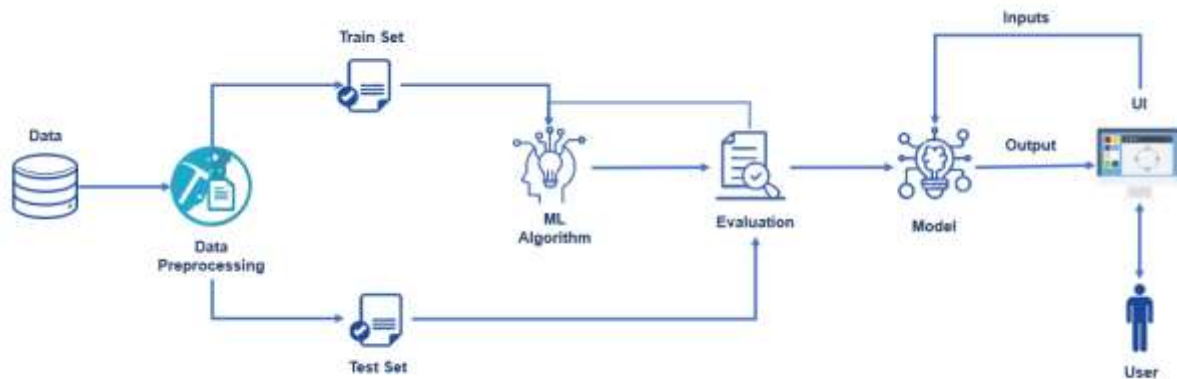 Inputs
Train Set
UI
Data
Output
ML
Algorithm
Evaluation
Model
Data
Preprocessing
Test Set
User